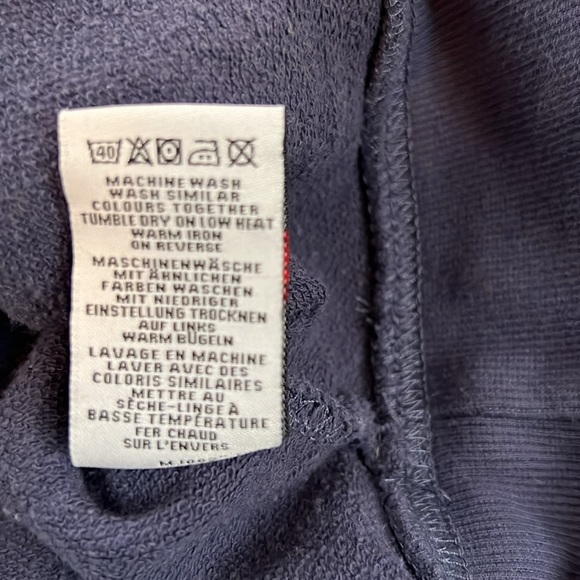 40
MACHINE WASH
WASH SIMILAR
COLOURS TOGETHER
TUMBLE DRY ON LOW HEAT
WARM IRON
ON REVERSE
MASCHINENWÄSCHE
MIT ÄHNLICHEN
FARBEN WASCHEN
MIT NIEDRIGER
EINSTELLUNG TROCKNEN
AUF LINKS
WARM BÜGELN
LAVAGE EN MACHINE
LAVER AVEC DES
COLORIS SIMILAIRES
METTRE AU
SÈCHE-LINGE À
BASSE TEMPÉRATURE
FER CHAUD
SUR L'ENVERS